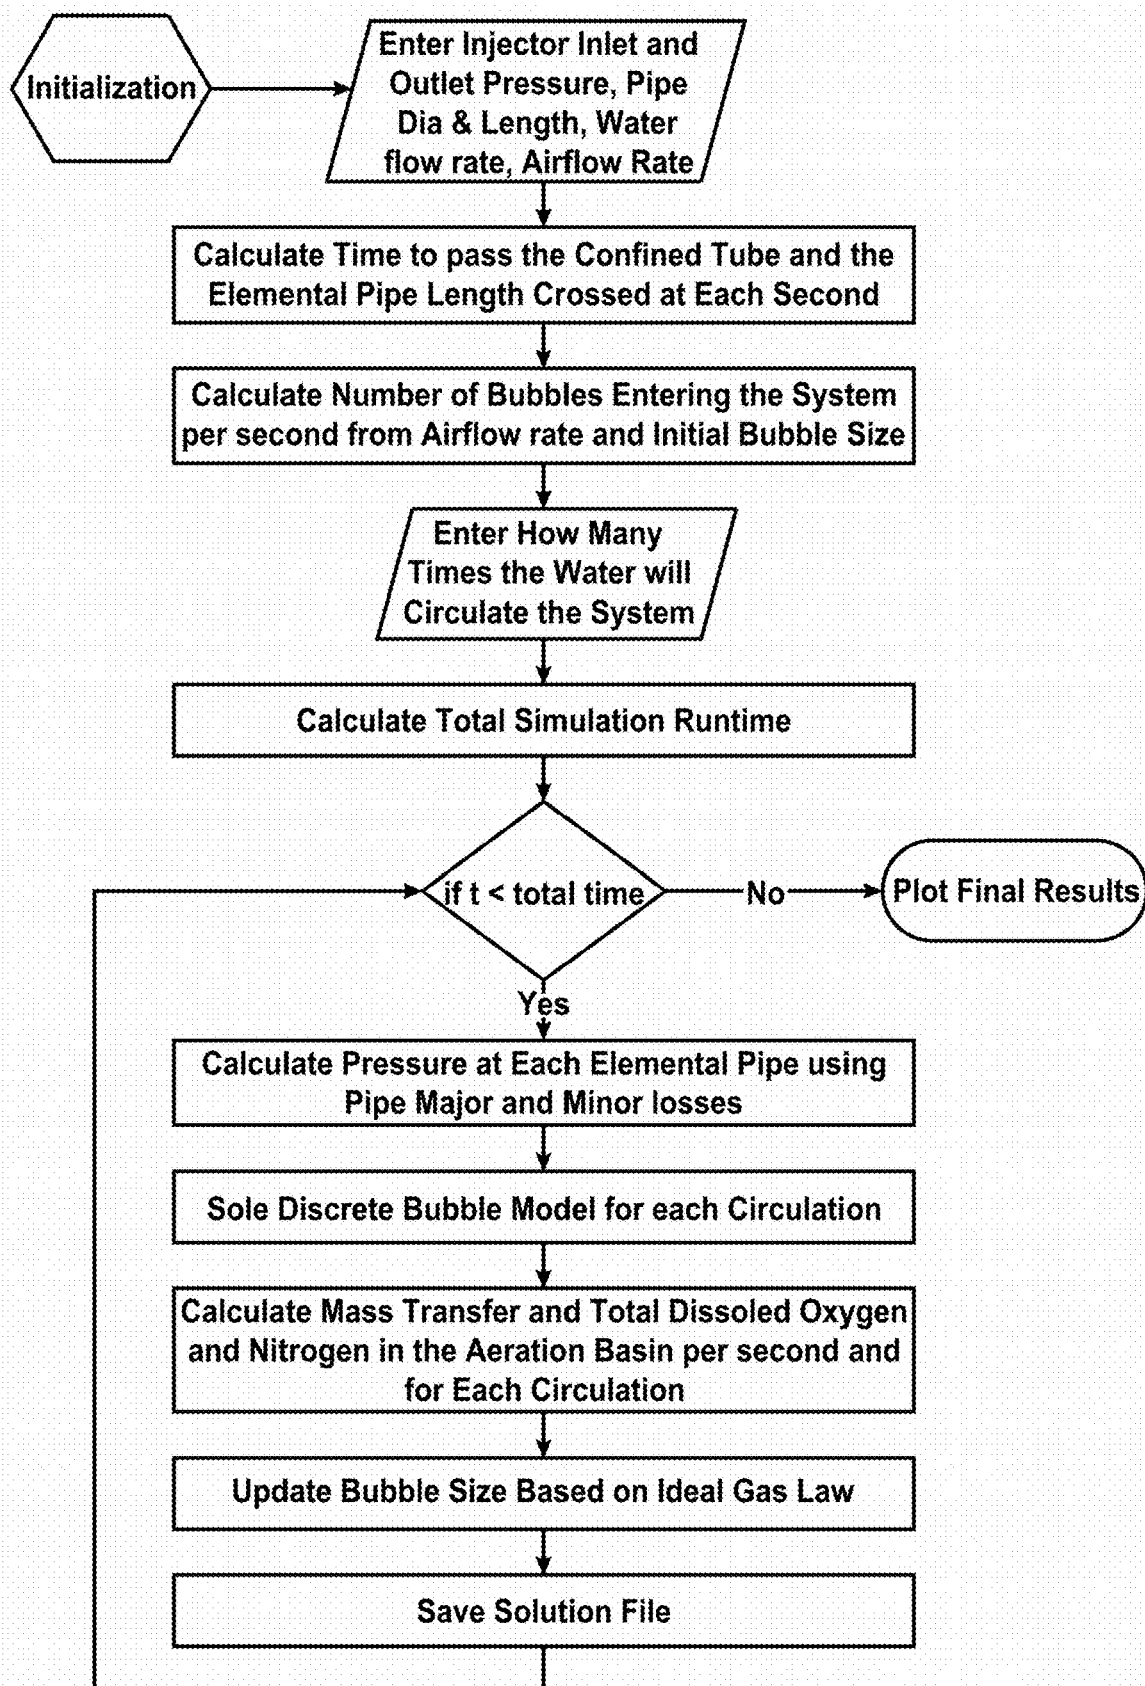 Initialization
Enter Injector Inlet and
Outlet Pressure, Pipe
Dia & Length, Water
flow rate, Airflow Rate
Calculate Time to pass the Confined Tube and the
Elemental Pipe Length Crossed at Each Second
Calculate Number of Bubbles Entering the System
per second from Airflow rate and Initial Bubble Size
Enter How Many
Times the Water will
Circulate the System
Calculate Total Simulation Runtime
if t < total time
No
Plot Final Results
Yes
Calculate Pressure at Each Elemental Pipe using
Pipe Major and Minor losses
Sole Discrete Bubble Model for each Circulation
Calculate Mass Transfer and Total Dissoled Oxygen
and Nitrogen in the Aeration Basin per second and
for Each Circulation
Update Bubble Size Based on Ideal Gas Law
Save Solution File